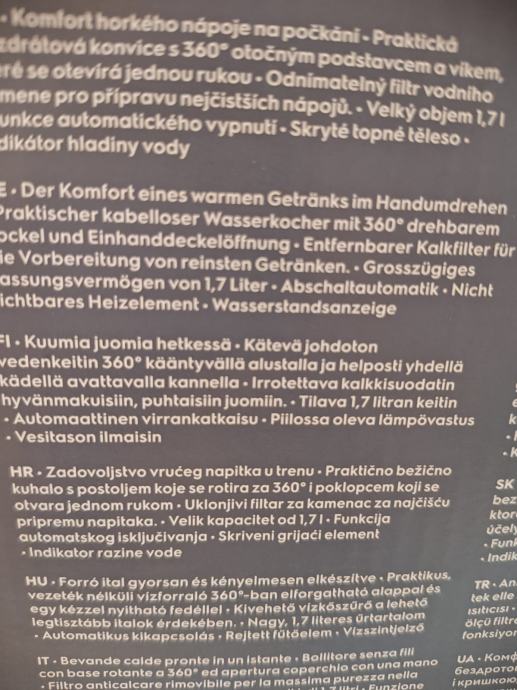 • Komfort horkého nápoje na počkání • Praktická
zdrátová konvice s 360° otočným podstavcem a víkem,
eré se otevírá jednou rukou • Odnímatelný filtr vodního
mene pro přípravu nejčistších nápojů. • Velký objem 1,7 l
unkce automatického vypnutí • Skryté topné těleso •
dikátor hladiny vody
E • Der Komfort eines warmen Getränks im Handumdrehen
Praktischer kabelloser Wasserkocher mit 360° drehbarem
ockel und Einhanddeckelöffnung • Entfernbarer Kalkfilter für
ie Vorbereitung von reinsten Getränken. • Grosszügiges
assungsvermögen von 1,7 Liter • Abschaltautomatik • Nicht
ichtbares Heizelement • Wasserstandsanzeige
FI • Kuumia juomia hetkessä • Kätevä johdoton
vedenkeitin 360° kääntyvällä alustalla ja helposti yhdellä
kädellä avattavalla kannella • Irrotettava kalkkisuodatin
hyvänmakuisiin, puhtaisiin juomiin. • Tilava 1,7 litran keitin
• Automaattinen virrankatkaisu • Piilossa oleva lämpövastus
• Vesitason ilmaisin
HR • Zadovoljstvo vrućeg napitka u trenu • Praktično bežično
kuhalo s postoljem koje se rotira za 360° i poklopcem koji se
otvara jednom rukom • Uklonjivi filtar za kamenac za najčišću
pripremu napitaka. • Velik kapacitet od 1,7 l • Funkcija
automatskog isključivanja • Skriveni grijaći element
• Indikator razine vode
HU • Forró ital gyorsan és kényelmesen elkészítve • Praktikus,
vezeték nélküli vízforraló 360°-ban elforgatható alappal és
egy kézzel nyitható fedéllel • Kivehető vízkőszűrő a lehető
legtisztább italok érdekében. • Nagy, 1,7 literes űrtartalom
• Automatikus kikapcsolás • Rejtett fűtőelem • Vízszintjelző
IT • Bevande calde pronte in un istante • Bollitore senza fili
con base rotante a 360° ed apertura coperchio con una mano
• Filtro anticalcare rimovibile per la massima purezza nella
SK
bez
ktor
účely
• Funk
• Indik
TR • An
tek elle
ısıtıcısı •
ölçü filtr
fonksiyon
UA • Комф
бездрото
і кришкою